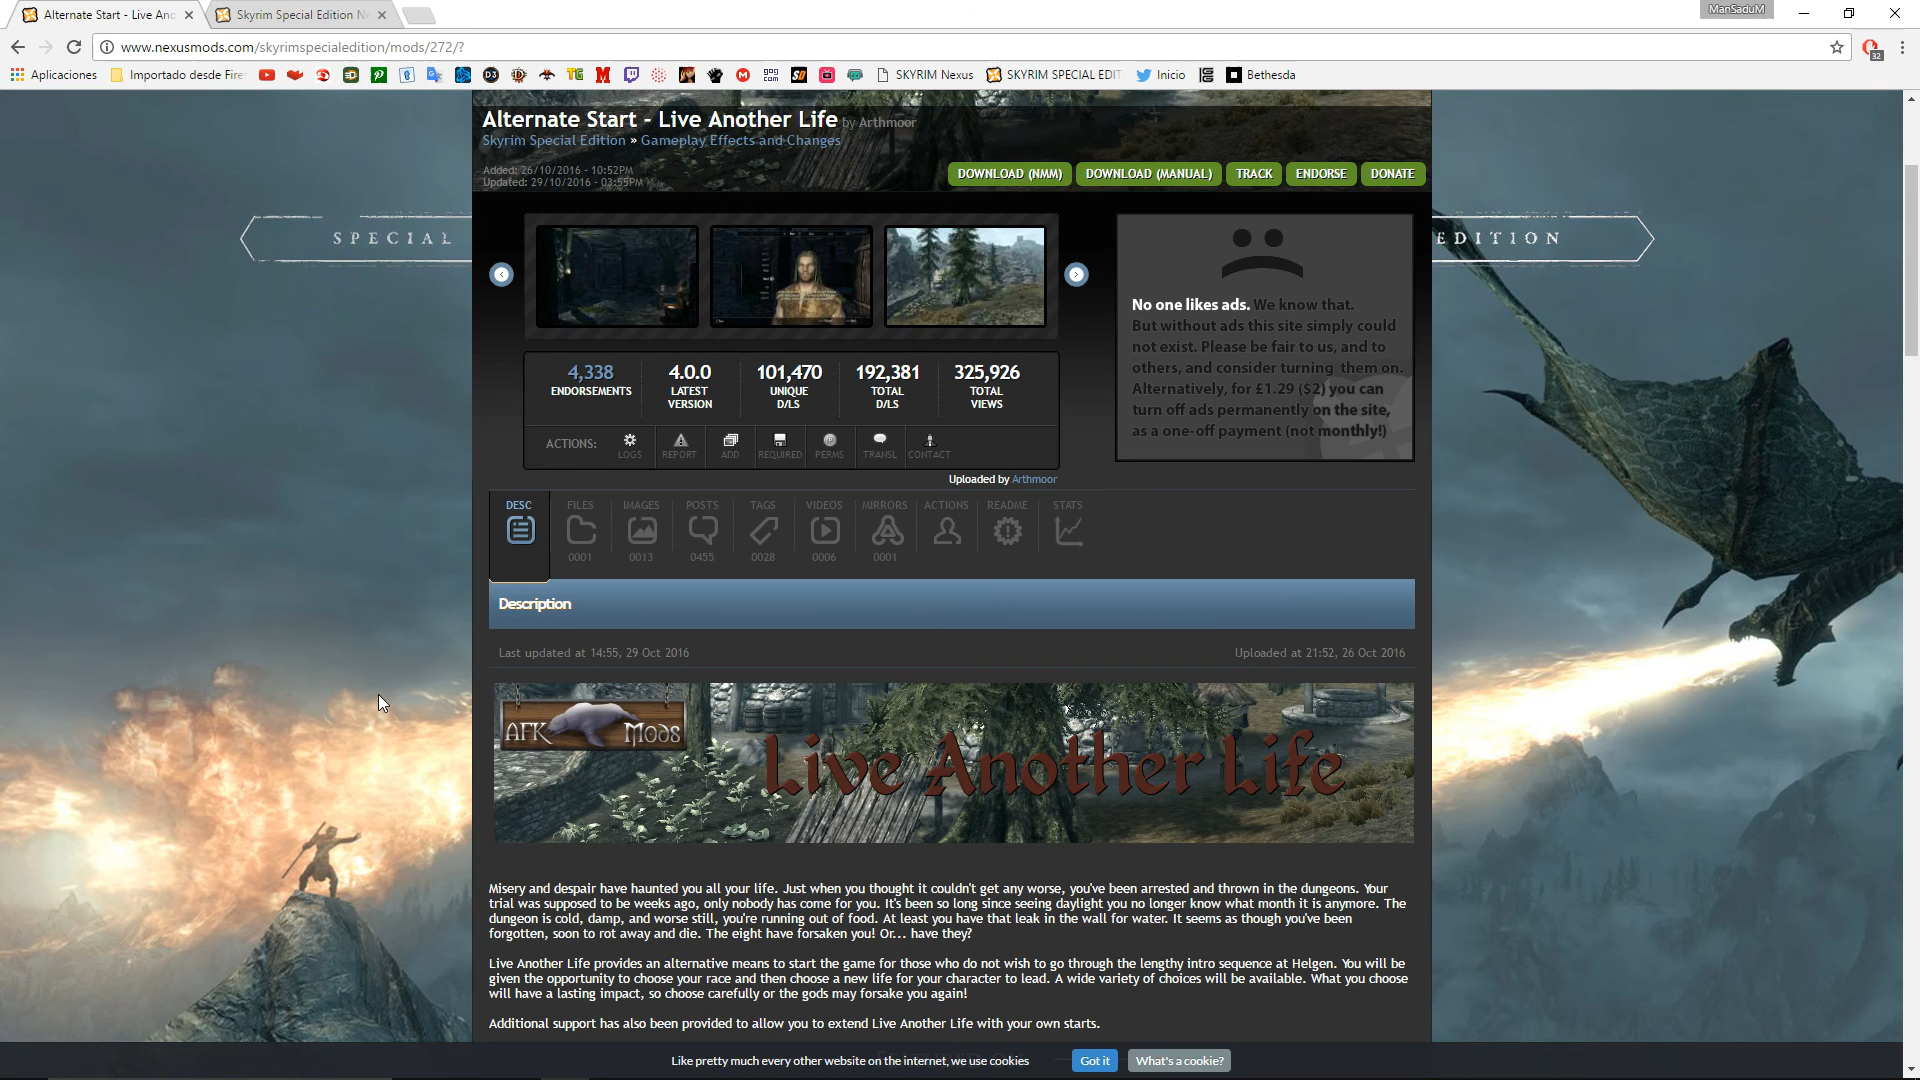 Alternate Start - Live Ano
Skyrim Special Edition N
ManSaduM
www.nexusmods.com/skyrimspecialedition/mods/272/?
32
Aplicaciones
Importado desde Firef
SKYRIM Nexus
SKYRIM SPECIAL EDIT
Inicio
Bethesda
Alternate Start - Live Another Life by Arthmoor
Skyrim Special Edition » Gameplay Effects and Changes
Added: 26/10/2016 - 10:52PM
Updated: 29/10/2016 - 03:55PM
DOWNLOAD (NMM)
DOWNLOAD (MANUAL)
TRACK
ENDORSE
DONATE
SPECIAL
EDITION
No one likes ads. We know that.
But without ads this site simply could
not exist. Please be fair to us, and to
others, and consider turning them on.
Alternatively, for £1.29 ($2) you can
turn off ads permanently on the site,
as a one-off payment (not monthly!)
4,338
ENDORSEMENTS
4.0.0
LATEST
VERSION
101,470
UNIQUE
D/LS
192,381
TOTAL
D/LS
325,926
TOTAL
VIEWS
ACTIONS:
LOGS
REPORT
ADD
REQUIRED
PERMS
TRANSL
CONTACT
Uploaded by Arthmoor
DESC
FILES
0001
IMAGES
0013
POSTS
0455
TAGS
0028
VIDEOS
0006
MIRRORS
0001
ACTIONS
README
STATS
Description
Last updated at 14:55, 29 Oct 2016
Uploaded at 21:52, 26 Oct 2016
AFK MODS
Live Another Life
Misery and despair have haunted you all your life. Just when you thought it couldn't get any worse, you've been arrested and thrown in the dungeons. Your
trial was supposed to be weeks ago, only nobody has come for you. It's been so long since seeing daylight you no longer know what month it is anymore. The
dungeon is cold, damp, and worse still, you're running out of food. At least you have that leak in the wall for water. It seems as though you've been
forgotten, soon to rot away and die. The eight have forsaken you! Or... have they?
Live Another Life provides an alternative means to start the game for those who do not wish to go through the lengthy intro sequence at Helgen. You will be
given the opportunity to choose your race and then choose a new life for your character to lead. A wide variety of choices will be available. What you choose
will have a lasting impact, so choose carefully or the gods may forsake you again!
Additional support has also been provided to allow you to extend Live Another Life with your own starts.
Like pretty much every other website on the internet, we use cookies
Got it
What's a cookie?